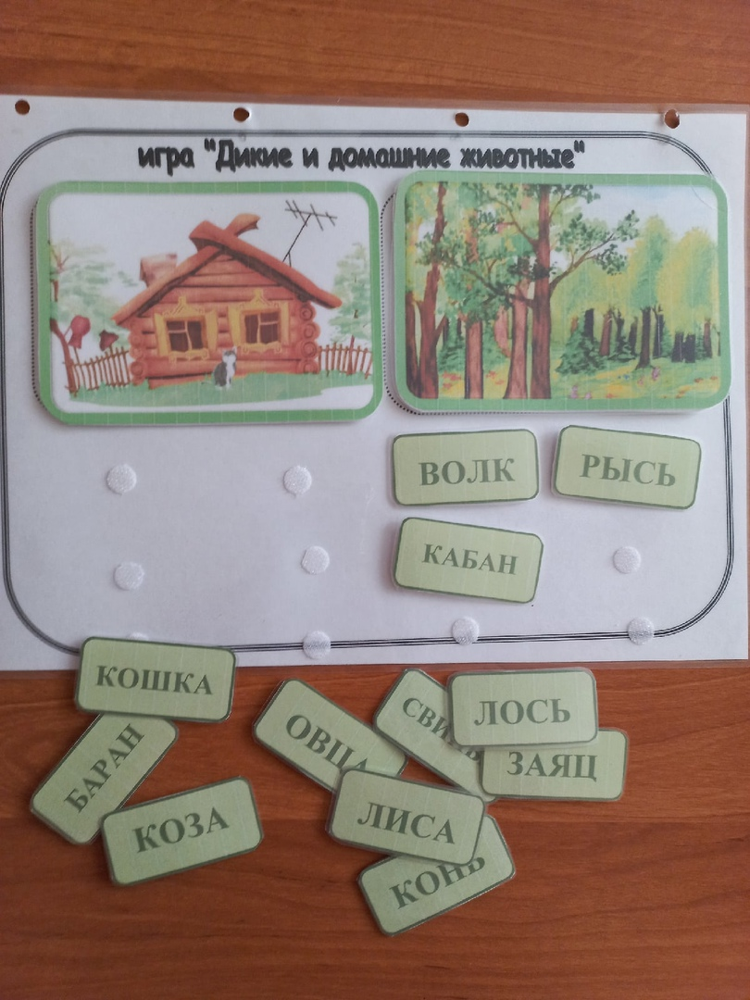 игра "Дикие и домашние животные"
ВОЛК
РЫСЬ
КАБАН
КОШКА
ЛОСЬ
БАРАН
ОВЦА
ЗАЯЦ
КОЗА
ЛИСА
КОНЬ